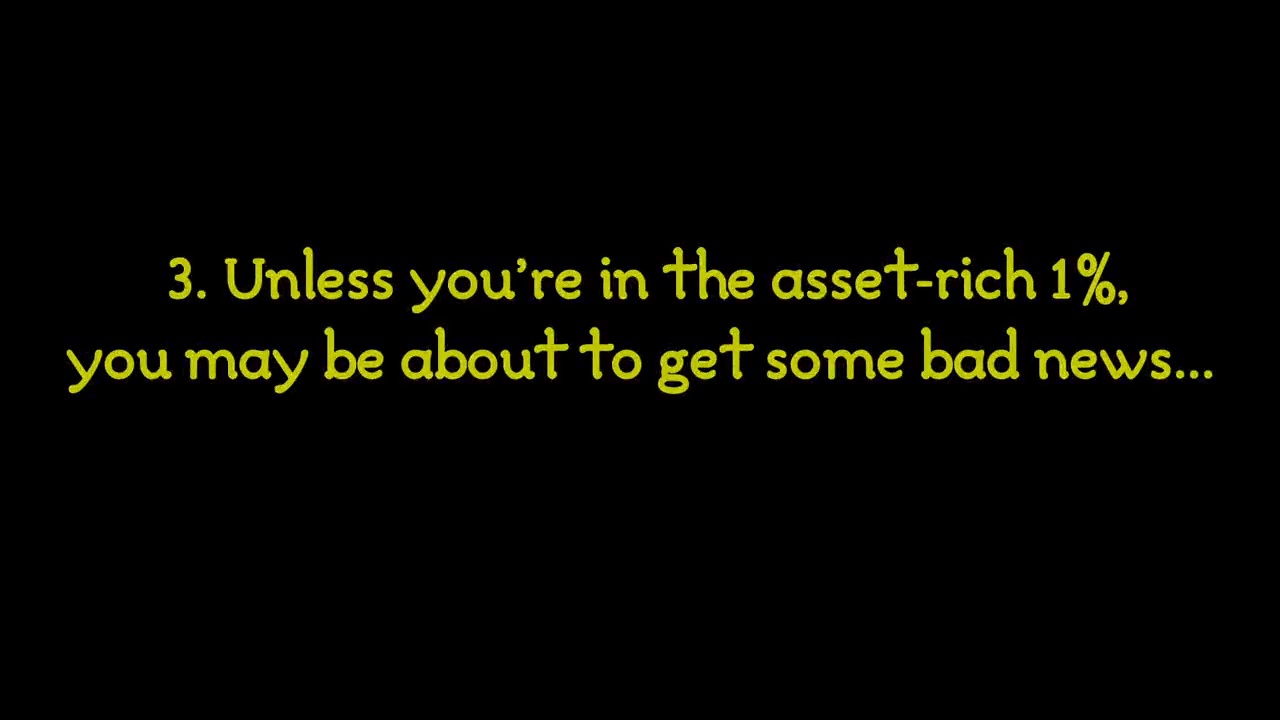 3. Unless you’re in the asset-rich 1%,
you may be about to get some bad news...